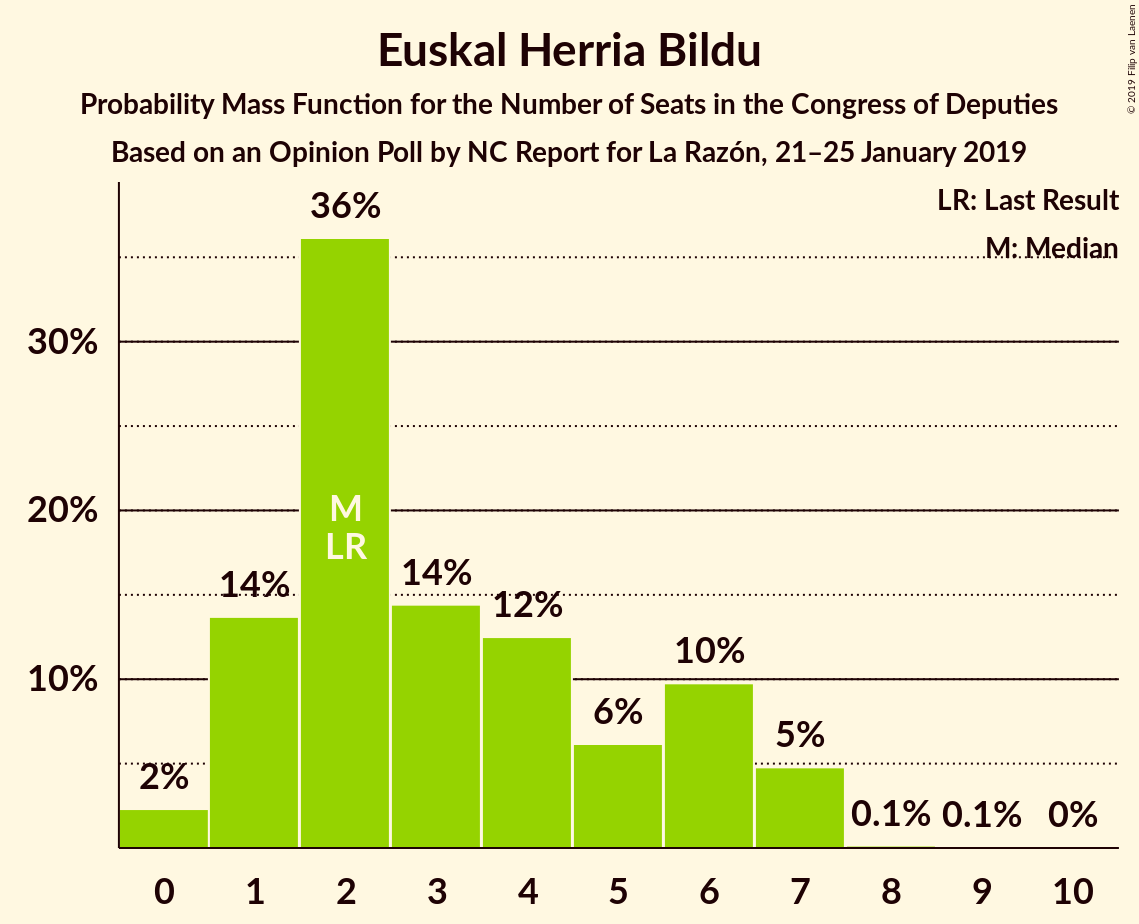 Euskal Herria Bildu
Probability Mass Function for the Number of Seats in the Congress of Deputies
Based on an Opinion Poll by NC Report for La Razón, 21–25 January 2019
© 2019 Filip van Laenen
LR: Last Result
M: Median
30%
20%
10%
2%
14%
36%
M
LR
14%
12%
6%
10%
5%
0.1%
0.1%
0%
0 1 2 3 4 5 6 7 8 9 10